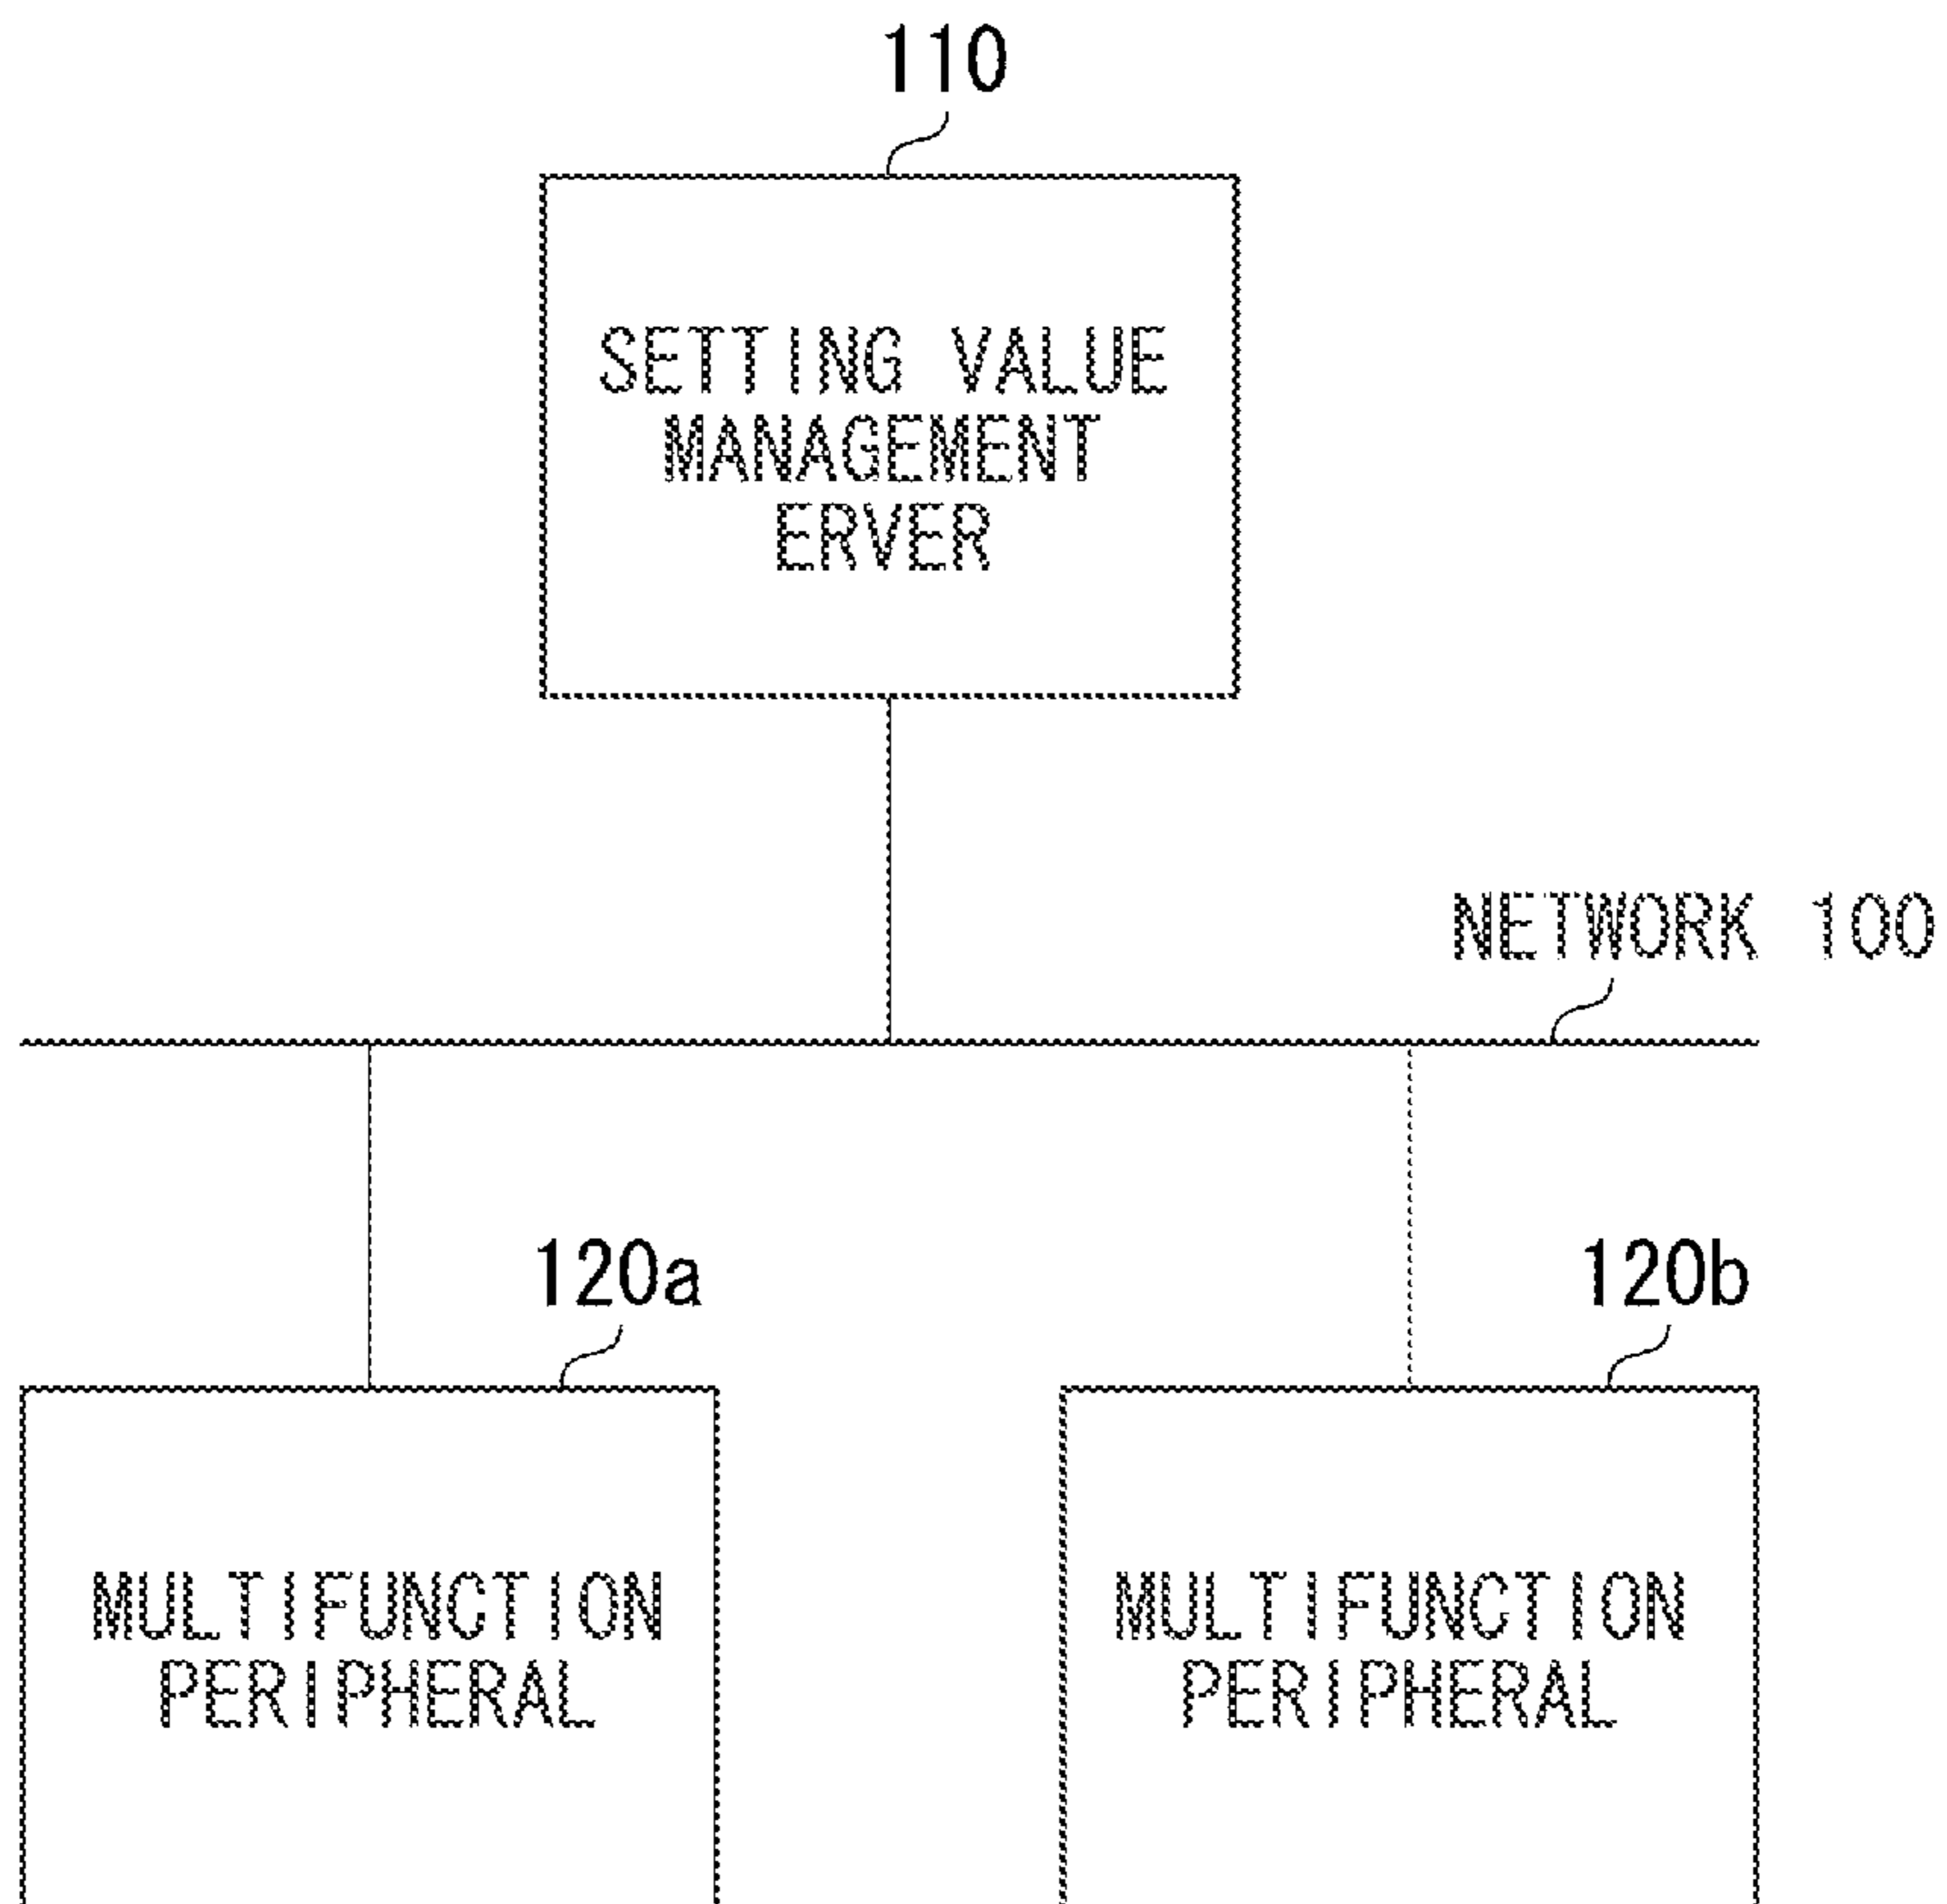 110
SETTING VALUE
MANAGEMENT
ERVER
NETWORK 100
120a
120b
MULTIFUNCTION
PERIPHERAL
MULTIFUNCTION
PERIPHERAL